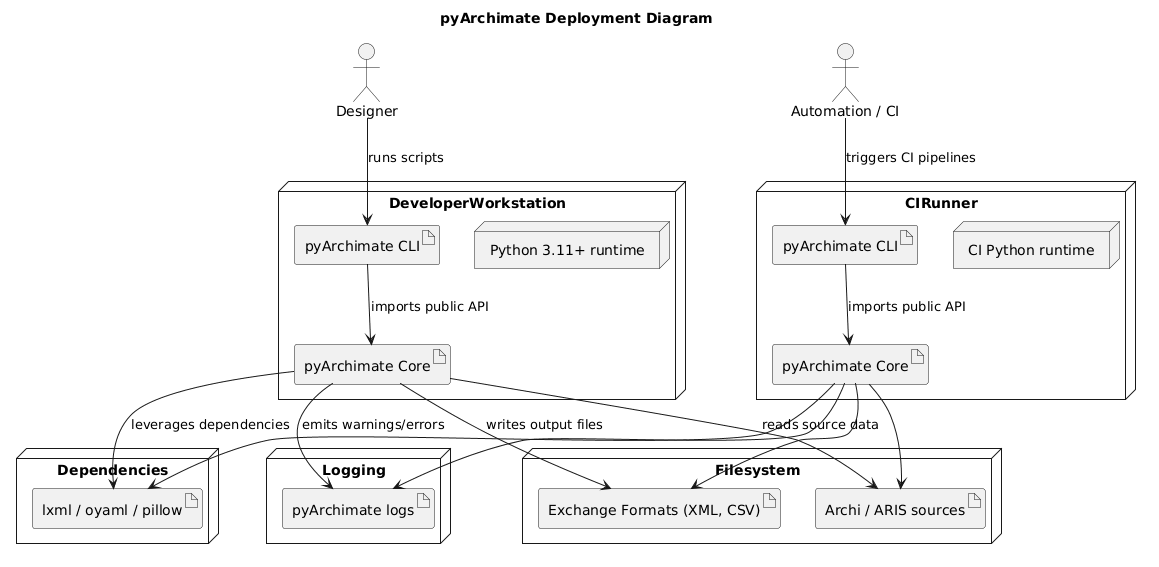 pyArchimate Deployment Diagram
Designer
Automation / CI
runs scripts
triggers CI pipelines
DeveloperWorkstation
CIRunner
pyArchimate CLI
Python 3.11+ runtime
pyArchimate CLI
CI Python runtime
imports public API
imports public API
pyArchimate Core
pyArchimate Core
leverages dependencies
emits warnings/errors
writes output files
reads source data
Dependencies
Logging
Filesystem
lxml / oyaml / pillow
pyArchimate logs
Exchange Formats (XML, CSV)
Archi / ARIS sources